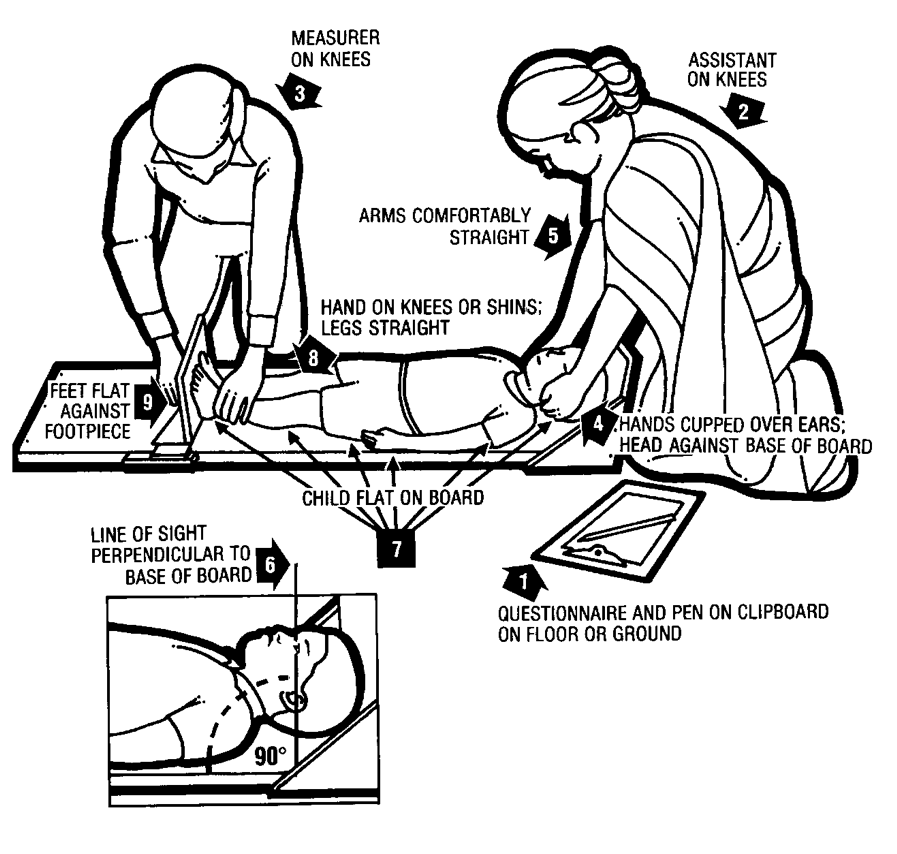 MEASURER
ON KNEES
3
ASSISTANT
ON KNEES
2
ARMS COMFORTABLY
STRAIGHT
5
HAND ON KNEES OR SHINS;
LEGS STRAIGHT
8
FEET FLAT
AGAINST
FOOTPIECE
9
4
HANDS CUPPED OVER EARS;
HEAD AGAINST BASE OF BOARD
CHILD FLAT ON BOARD
7
LINE OF SIGHT
PERPENDICULAR TO
BASE OF BOARD
6
1
QUESTIONNAIRE AND PEN ON CLIPBOARD
ON FLOOR OR GROUND
90°